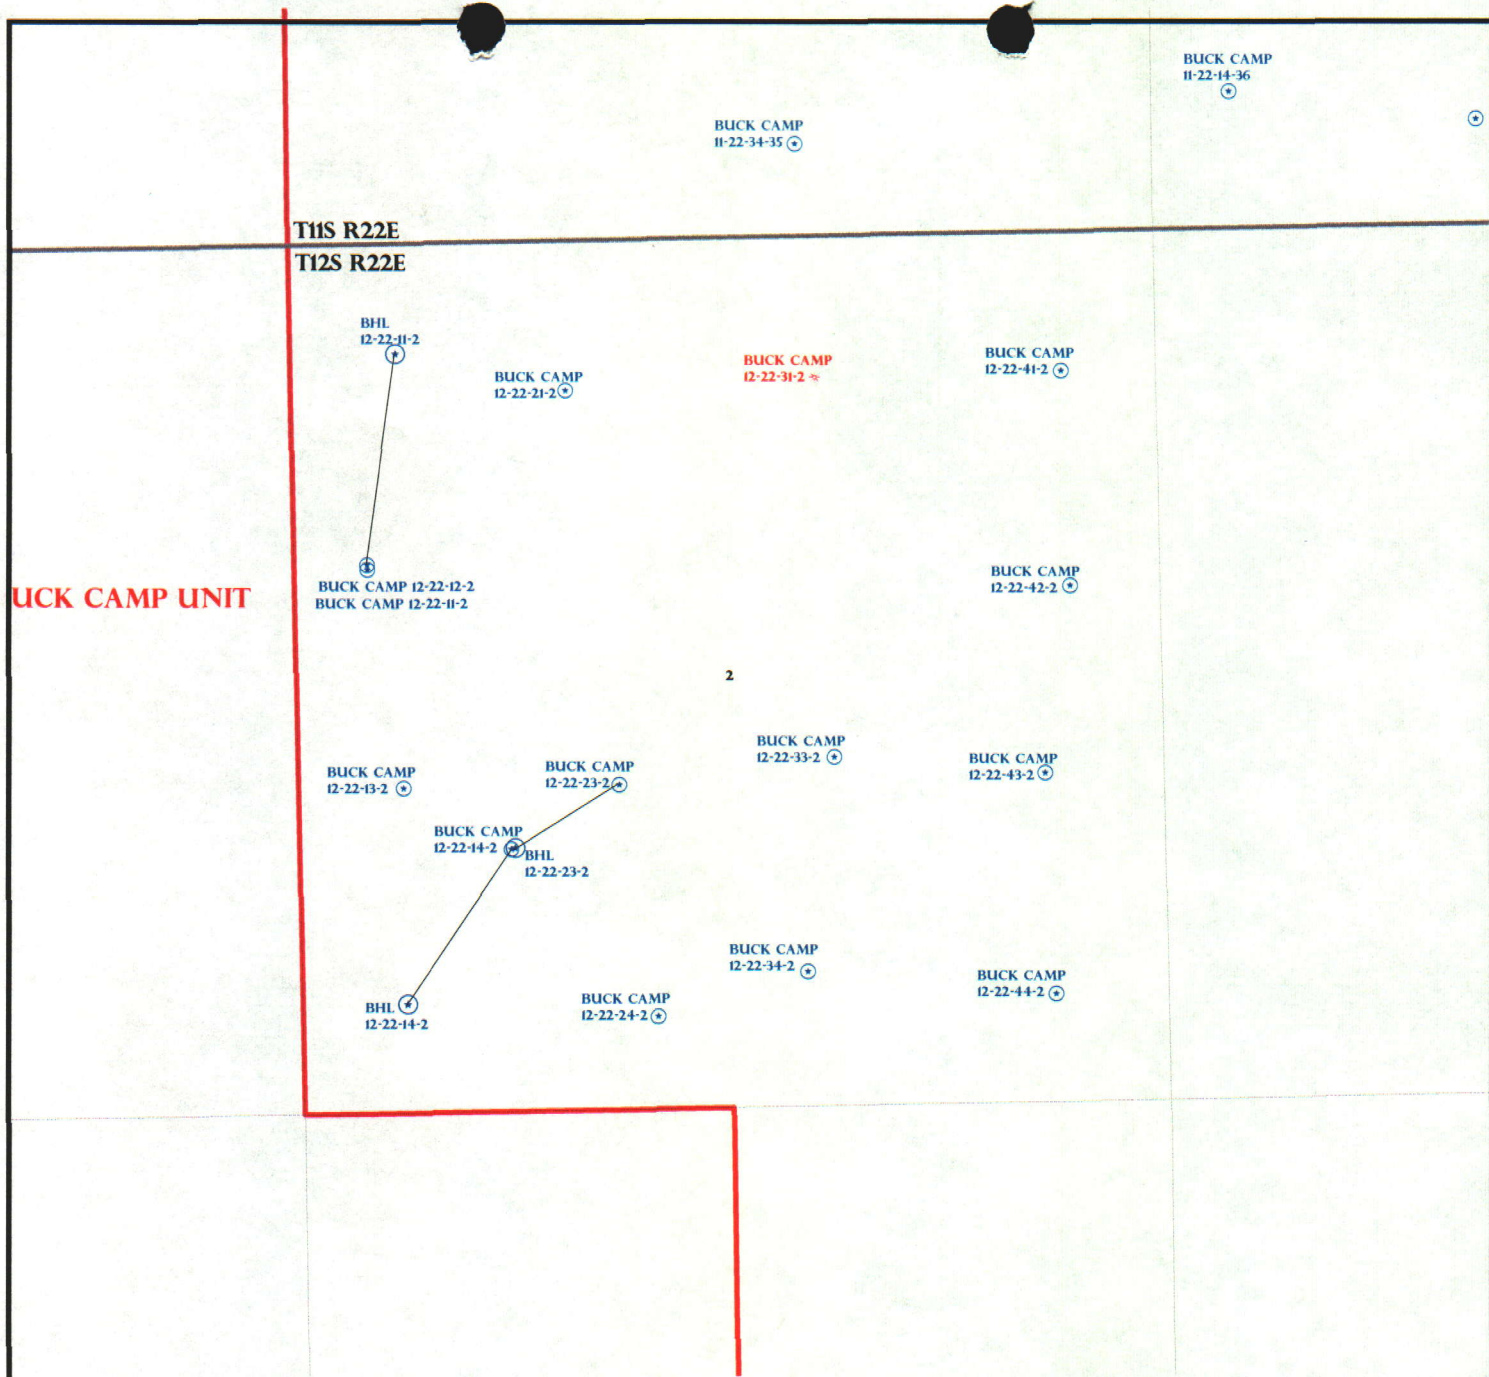 BUCK CAMP
11-22-14-36
BUCK CAMP
11-22-34-35
T11S R22E
T12S R22E
BHL
12-22-11-2
BUCK CAMP
12-22-21-2
BUCK CAMP
12-22-31-2
BUCK CAMP
12-22-41-2
BUCK CAMP 12-22-12-2
BUCK CAMP 12-22-11-2
UCK CAMP UNIT
BUCK CAMP
12-22-42-2
2
BUCK CAMP
12-22-13-2
BUCK CAMP
12-22-23-2
BUCK CAMP
12-22-33-2
BUCK CAMP
12-22-43-2
BUCK CAMP
12-22-14-2
BHL
12-22-23-2
BHL
12-22-14-2
BUCK CAMP
12-22-24-2
BUCK CAMP
12-22-34-2
BUCK CAMP
12-22-44-2